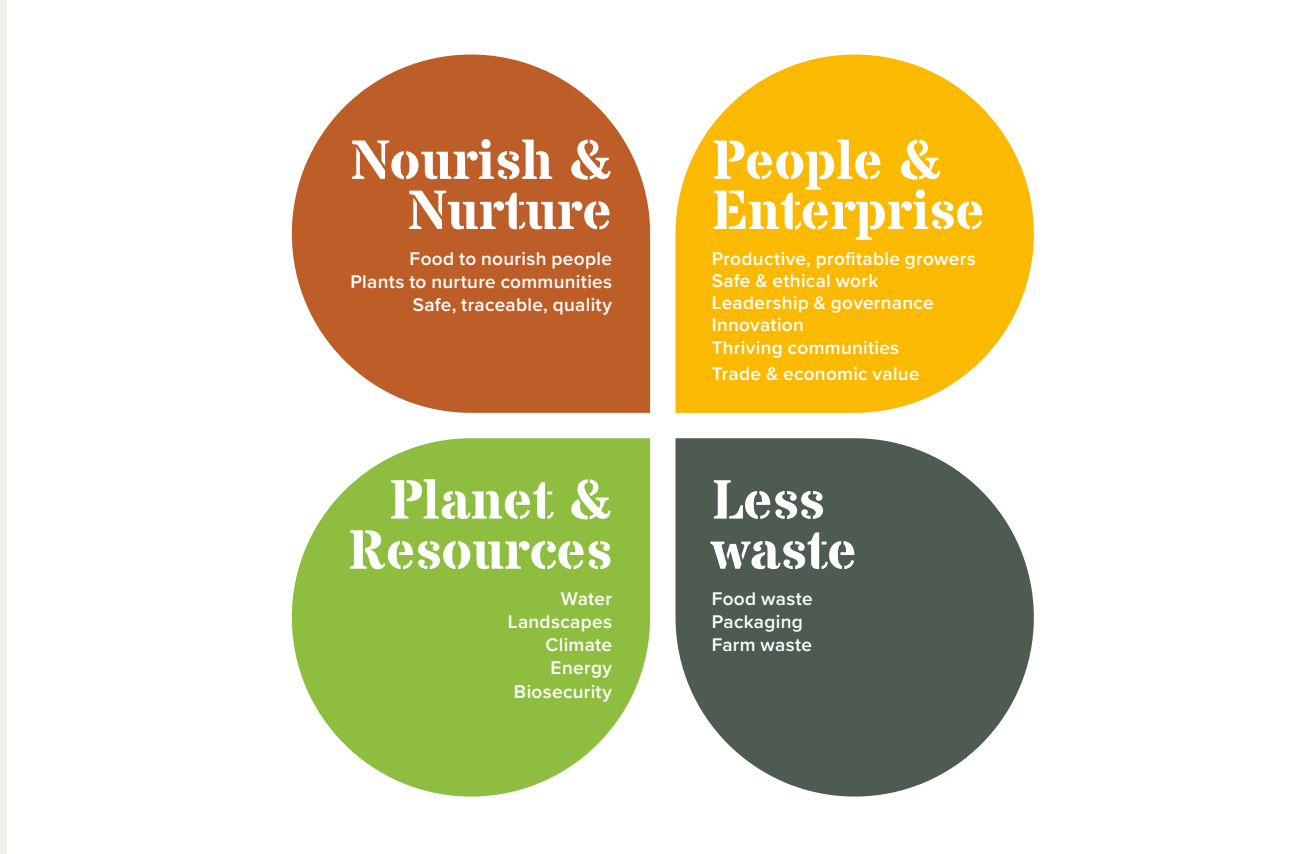 Nourish &
Nurture
Food to nourish people
Plants to nurture communities
Safe, traceable, quality
People &
Enterprise
Productive, profitable growers
Safe & ethical work
Leadership & governance
Innovation
Thriving communities
Trade & economic value
Planet &
Resources
Water
Landscapes
Climate
Energy
Biosecurity
Less
waste
Food waste
Packaging
Farm waste